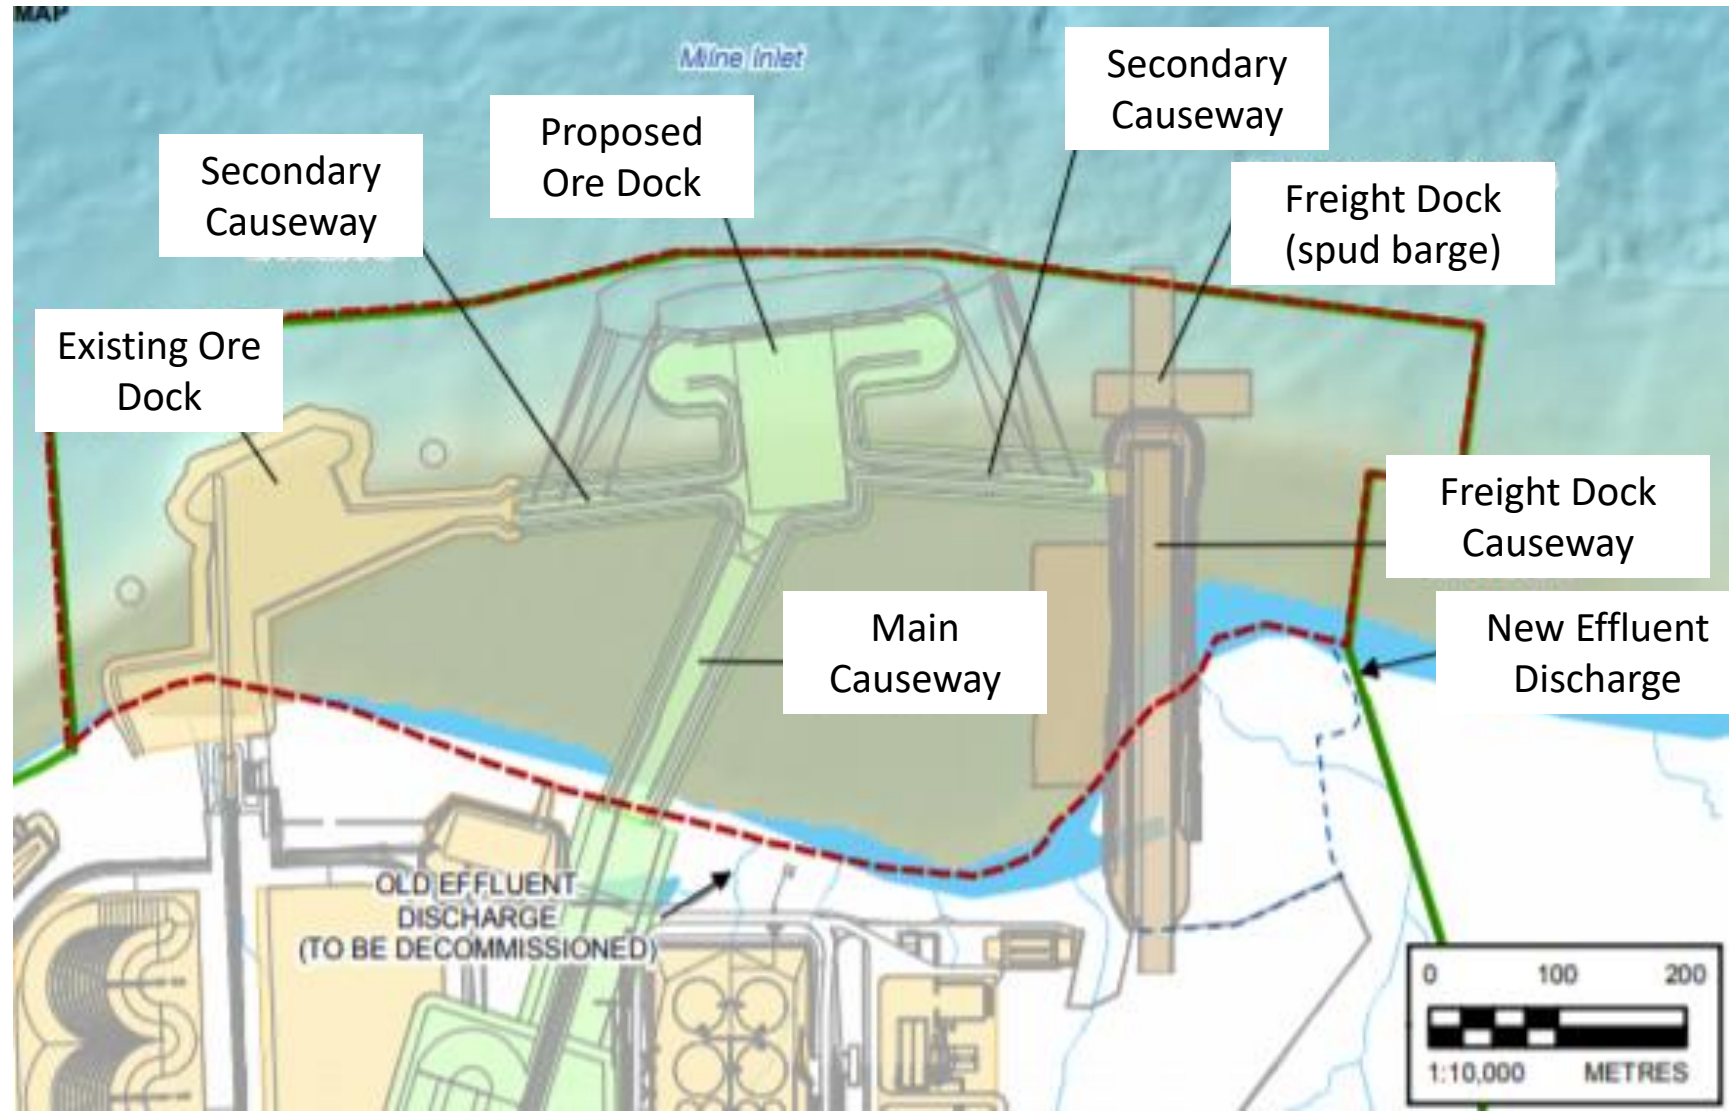 MAP
Milne Inlet
Secondary
Causeway
Proposed
Ore Dock
Secondary
Causeway
Freight Dock
(spud barge)
Existing Ore
Dock
Freight Dock
Causeway
Main
Causeway
New Effluent
Discharge
OLD EFFLUENT
DISCHARGE
(TO BE DECOMMISSIONED)
0 100 200
1:10,000 METRES